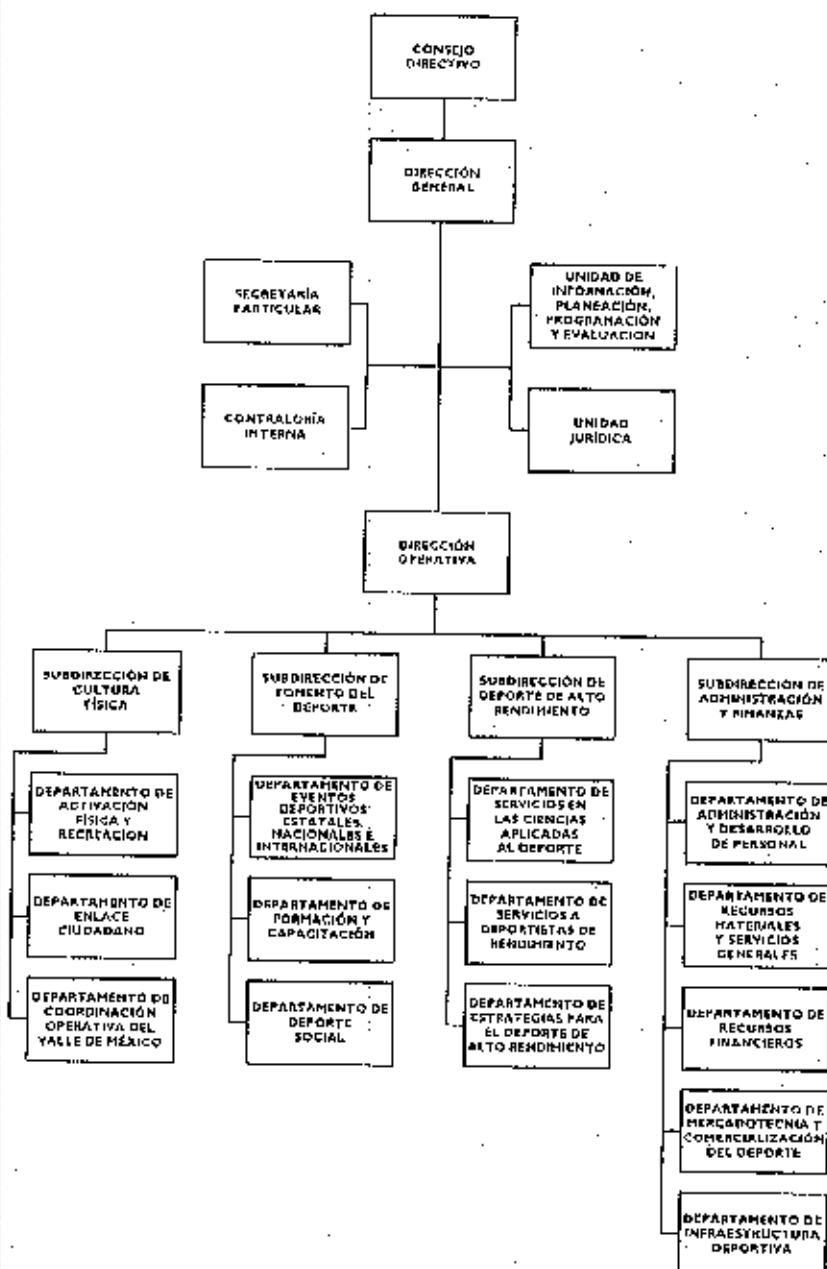 CONSEJO
DIRECTIVO
DIRECCIÓN
GENERAL
SECRETARÍA
PARTICULAR
UNIDAD DE
INFORMACIÓN,
PLANEACIÓN,
PROGRAMACIÓN
Y EVALUACIÓN
CONTRALORÍA
INTERNA
UNIDAD
JURÍDICA
DIRECCIÓN
OPERATIVA
SUBDIRECCIÓN DE
CULTURA
FÍSICA
SUBDIRECCIÓN DE
FOMENTO DEL
DEPORTE
SUBDIRECCIÓN DE
DEPORTE DE ALTO
RENDIMIENTO
SUBDIRECCIÓN DE
ADMINISTRACIÓN
Y FINANZAS
DEPARTAMENTO DE
ACTIVACIÓN
FÍSICA Y
RECREACIÓN
DEPARTAMENTO DE
EVENTOS
DEPORTIVOS
ESTATALES,
NACIONALES E
INTERNACIONALES
DEPARTAMENTO DE
SERVICIOS EN
LAS CIENCIAS
APLICADAS
AL DEPORTE
DEPARTAMENTO DE
ADMINISTRACIÓN
Y DESARROLLO
DE PERSONAL
DEPARTAMENTO DE
ENLACE
CIUDADANO
DEPARTAMENTO DE
FORMACIÓN Y
CAPACIZACIÓN
DEPARTAMENTO DE
SERVICIOS A
DEPORTISTAS DE
RENDIMIENTO
DEPARTAMENTO DE
RECURSOS
MATERIALES
Y SERVICIOS
GENERALES
DEPARTAMENTO DE
COORDINACIÓN
OPERATIVA DEL
VALLE DE MÉXICO
DEPARTAMENTO DE
DEPORTE
SOCIAL
DEPARTAMENTO DE
ESTRATEGIAS PARA
EL DEPORTE DE
ALTO RENDIMIENTO
DEPARTAMENTO DE
RECURSOS
FINANCIEROS
DEPARTAMENTO DE
MERCADOTECNIA Y
COMERCIALIZACIÓN
DEL DEPORTE
DEPARTAMENTO DE
INFRAESTRUCTURA
DEPORTIVA